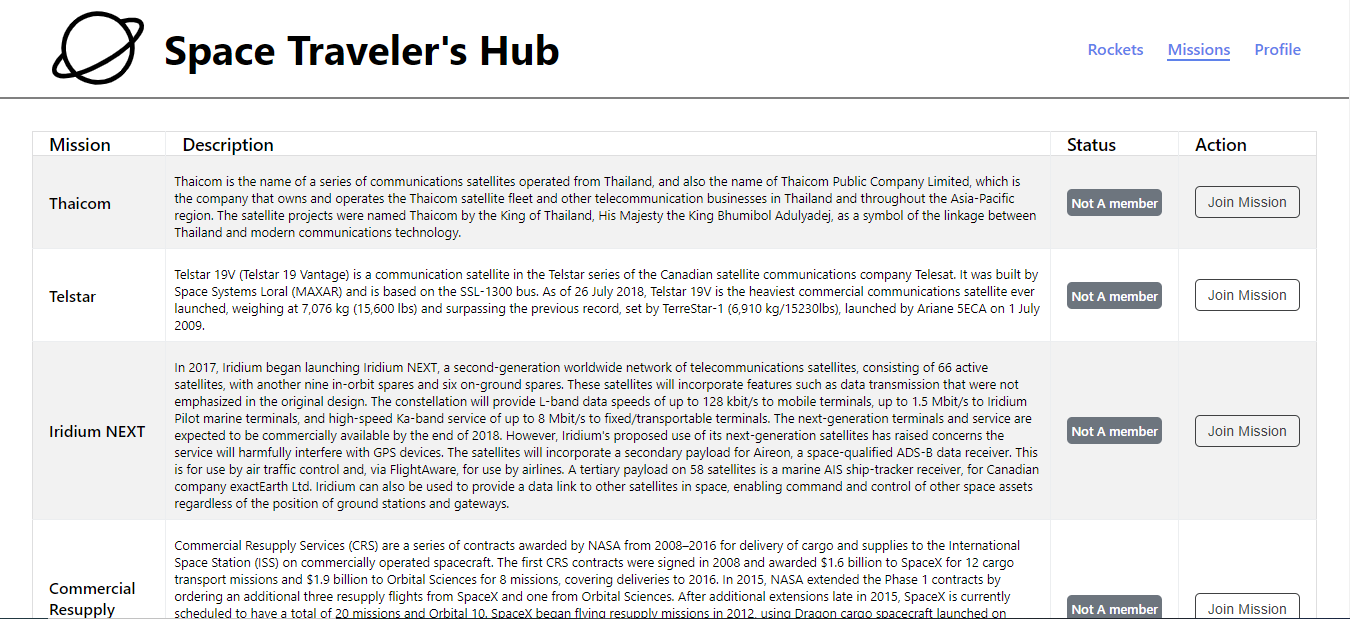 Space Traveler's Hub
Rockets Missions Profile
Mission Description Status Action
Thaicom
Thaicom is the name of a series of communications satellites operated from Thailand, and also the name of Thaicom Public Company Limited, which is
the company that owns and operates the Thaicom satellite fleet and other telecommunication businesses in Thailand and throughout the Asia-Pacific
region. The satellite projects were named Thaicom by the King of Thailand, His Majesty the King Bhumibol Adulyadej, as a symbol of the linkage between
Thailand and modern communications technology.
Not A member
Join Mission
Telstar
Telstar 19V (Telstar 19 Vantage) is a communication satellite in the Telstar series of the Canadian satellite communications company Telesat. It was built by
Space Systems Loral (MAXAR) and is based on the SSL-1300 bus. As of 26 July 2018, Telstar 19V is the heaviest commercial communications satellite ever
launched, weighing at 7,076 kg (15,600 lbs) and surpassing the previous record, set by TerreStar-1 (6,910 kg/15230lbs), launched by Ariane 5ECA on 1 July
2009.
Not A member
Join Mission
Iridium NEXT
In 2017, Iridium began launching Iridium NEXT, a second-generation worldwide network of telecommunications satellites, consisting of 66 active
satellites, with another nine in-orbit spares and six on-ground spares. These satellites will incorporate features such as data transmission that were not
emphasized in the original design. The constellation will provide L-band data speeds of up to 128 kbit/s to mobile terminals, up to 1.5 Mbit/s to Iridium
Pilot marine terminals, and high-speed Ka-band service of up to 8 Mbit/s to fixed/transportable terminals. The next-generation terminals and service are
expected to be commercially available by the end of 2018. However, Iridium's proposed use of its next-generation satellites has raised concerns the
service will harmfully interfere with GPS devices. The satellites will incorporate a secondary payload for Aireon, a space-qualified ADS-B data receiver. This
is for use by air traffic control and, via FlightAware, for use by airlines. A tertiary payload on 58 satellites is a marine AIS ship-tracker receiver, for Canadian
company exactEarth Ltd. Iridium can also be used to provide a data link to other satellites in space, enabling command and control of other space assets
regardless of the position of ground stations and gateways.
Not A member
Join Mission
Commercial
Resupply
Commercial Resupply Services (CRS) are a series of contracts awarded by NASA from 2008–2016 for delivery of cargo and supplies to the International
Space Station (ISS) on commercially operated spacecraft. The first CRS contracts were signed in 2008 and awarded $1.6 billion to SpaceX for 12 cargo
transport missions and $1.9 billion to Orbital Sciences for 8 missions, covering deliveries to 2016. In 2015, NASA extended the Phase 1 contracts by
ordering an additional three resupply flights from SpaceX and one from Orbital Sciences. After additional extensions late in 2015, SpaceX is currently
scheduled to have a total of 20 missions and Orbital 10. SpaceX began flying resupply missions in 2012, using Dragon cargo spacecraft launched on
Not A member
Join Mission